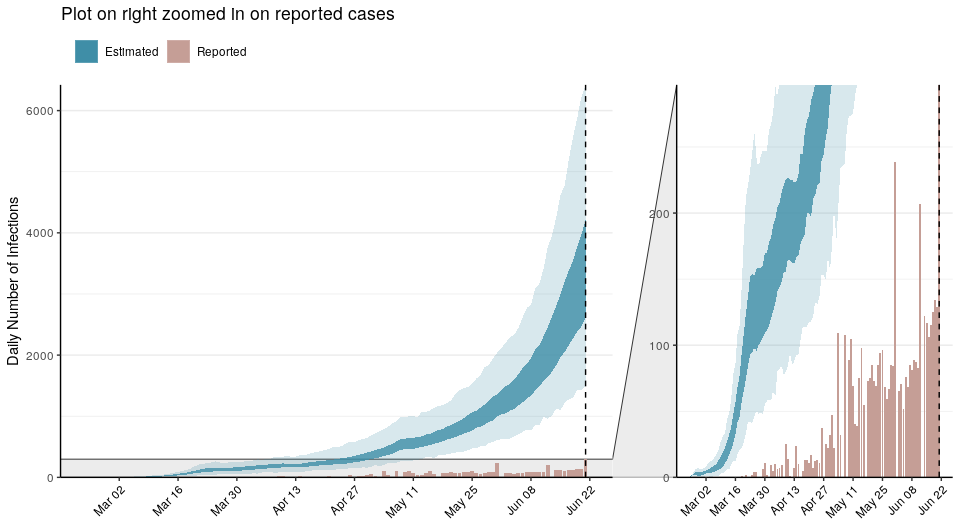 Plot on right zoomed in on reported cases
Estimated Reported
Daily Number of Infections
6000
4000
2000
0
Mar 02 Mar 16 Mar 30 Apr 13 Apr 27 May 11 May 25 Jun 08 Jun 22
200
100
0
Mar 02 Mar 16 Mar 30 Apr 13 Apr 27 May 11 May 25 Jun 08 Jun 22